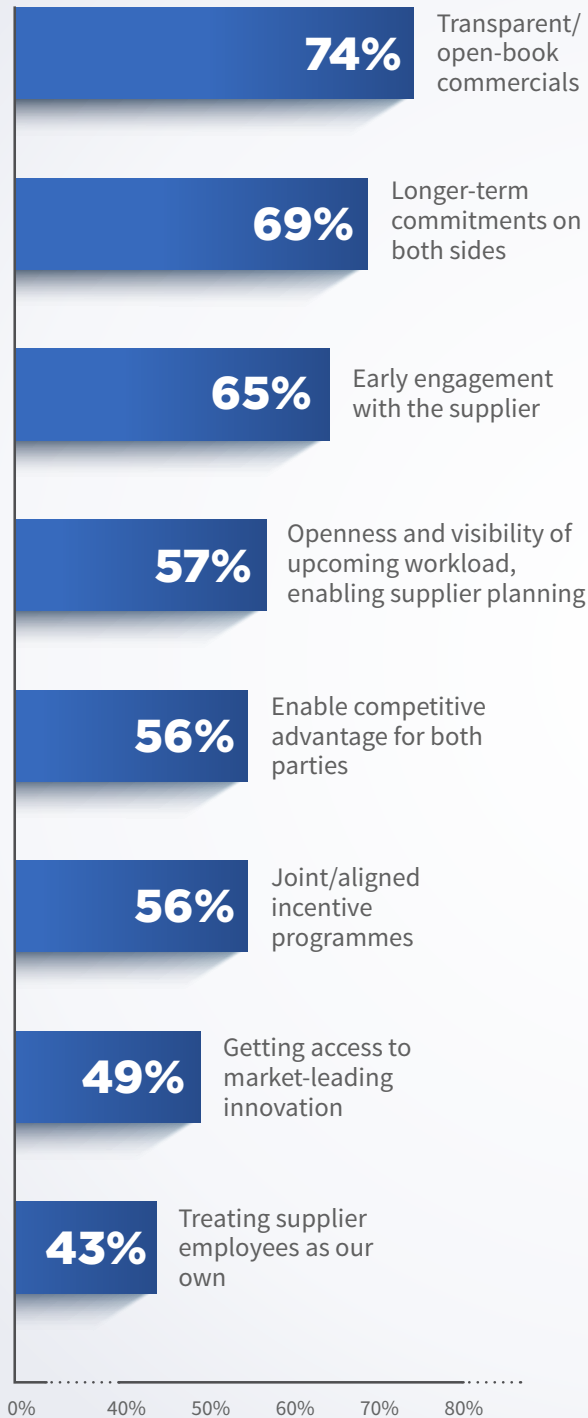 74%
Transparent/
open-book
commercials
69%
Longer-term
commitments on
both sides
65%
Early engagement
with the supplier
57%
Openness and visibility of
upcoming workload,
enabling supplier planning
56%
Enable competitive
advantage for both
parties
56%
Joint/aligned
incentive
programmes
49%
Getting access to
market-leading
innovation
43%
Treating supplier
employees as our
own
0% 40% 50% 60% 70% 80%